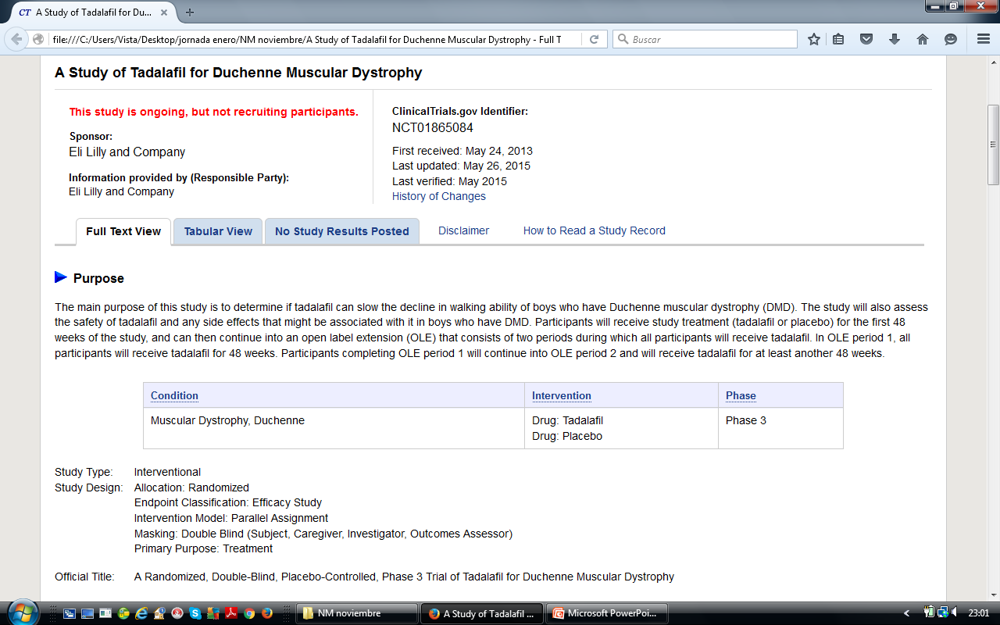 CT A Study of Tadalafil for Du...
file:///C:/Users/Vista/Desktop/jornada enero/NM noviembre/A Study of Tadalafil for Duchenne Muscular Dystrophy - Full T
Buscar
A Study of Tadalafil for Duchenne Muscular Dystrophy
This study is ongoing, but not recruiting participants.
Sponsor:
Eli Lilly and Company
Information provided by (Responsible Party):
Eli Lilly and Company
ClinicalTrials.gov Identifier:
NCT01865084
First received: May 24, 2013
Last updated: May 26, 2015
Last verified: May 2015
History of Changes
Full Text View Tabular View No Study Results Posted Disclaimer How to Read a Study Record
Purpose
The main purpose of this study is to determine if tadalafil can slow the decline in walking ability of boys who have Duchenne muscular dystrophy (DMD). The study will also assess
the safety of tadalafil and any side effects that might be associated with it in boys who have DMD. Participants will receive study treatment (tadalafil or placebo) for the first 48
weeks of the study, and can then continue into an open label extension (OLE) that consists of two periods during which all participants will receive tadalafil. In OLE period 1, all
participants will receive tadalafil for 48 weeks. Participants completing OLE period 1 will continue into OLE period 2 and will receive tadalafil for at least another 48 weeks.
Condition Intervention Phase
Muscular Dystrophy, Duchenne Drug: Tadalafil Phase 3
Drug: Placebo
Study Type: Interventional
Study Design: Allocation: Randomized
Endpoint Classification: Efficacy Study
Intervention Model: Parallel Assignment
Masking: Double Blind (Subject, Caregiver, Investigator, Outcomes Assessor)
Primary Purpose: Treatment
Official Title: A Randomized, Double-Blind, Placebo-Controlled, Phase 3 Trial of Tadalafil for Duchenne Muscular Dystrophy
NM noviembre A Study of Tadalafil ... Microsoft PowerPoi... 23:01